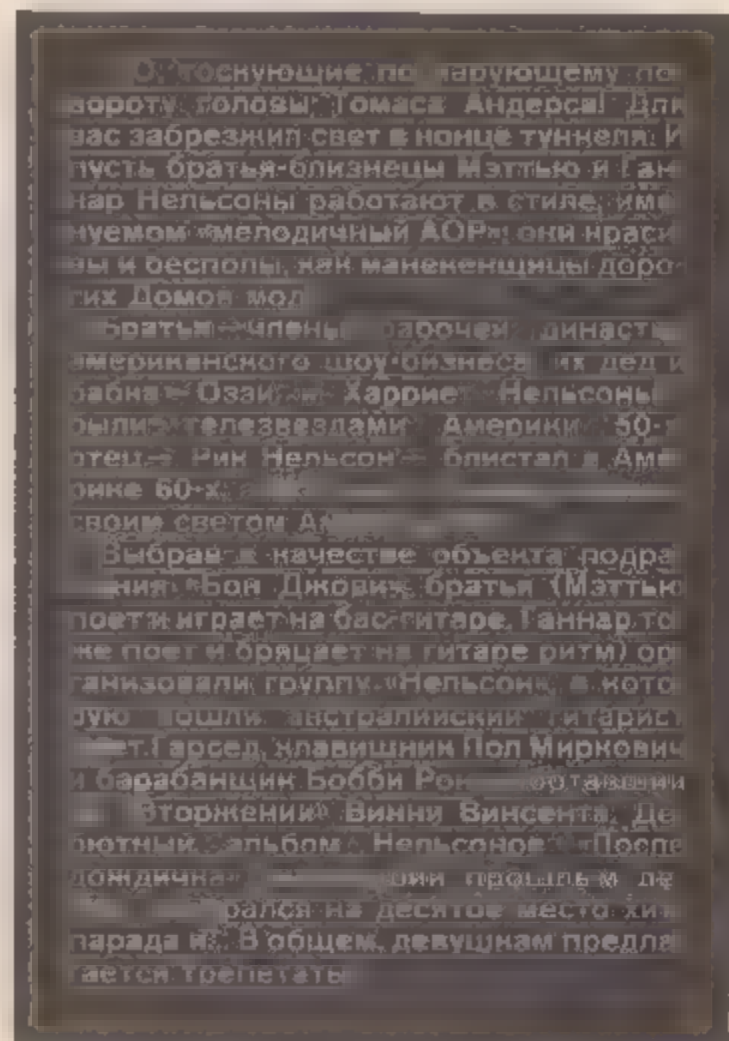 О, тоскующие по чарующему по-
вороту головы Томаса Андерса! Для
вас забрезжил свет в конце туннеля. И
пусть братья-близнецы Мэттью и Ган-
нар Нельсоны работают в стиле, име-
нуемом «мелодичный АОР», они краси-
вы и бесполы, как манекенщицы доро-
гих Домов мод
Братья — члены рабочей династии
американского шоу-бизнеса их дед и
бабка — Оззи и Харриет Нельсоны
были телезвездами Америки 50-х
отец — Рик Нельсон — блистал в Аме-
рике 60-х, а
своим светом
Выбрав в качестве объекта подра-
«Бон Джови», братья (Мэттью
поет и играет на бас-гитаре, Ганнар то-
же поет и бряцает на гитаре ритм) ор-
ганизовали группу «Нельсон», в кото-
рую вошли австралийский гитарист
Гарсед, клавишник Пол Миркович
и барабанщик Бобби Рок
Вторжении» Винни Винсента. Де-
бютный альбом Нельсонов «После
дождичка» прошлым ле-
на десятое место хит-
парада и В общем, девушкам предла-
гается трепетать